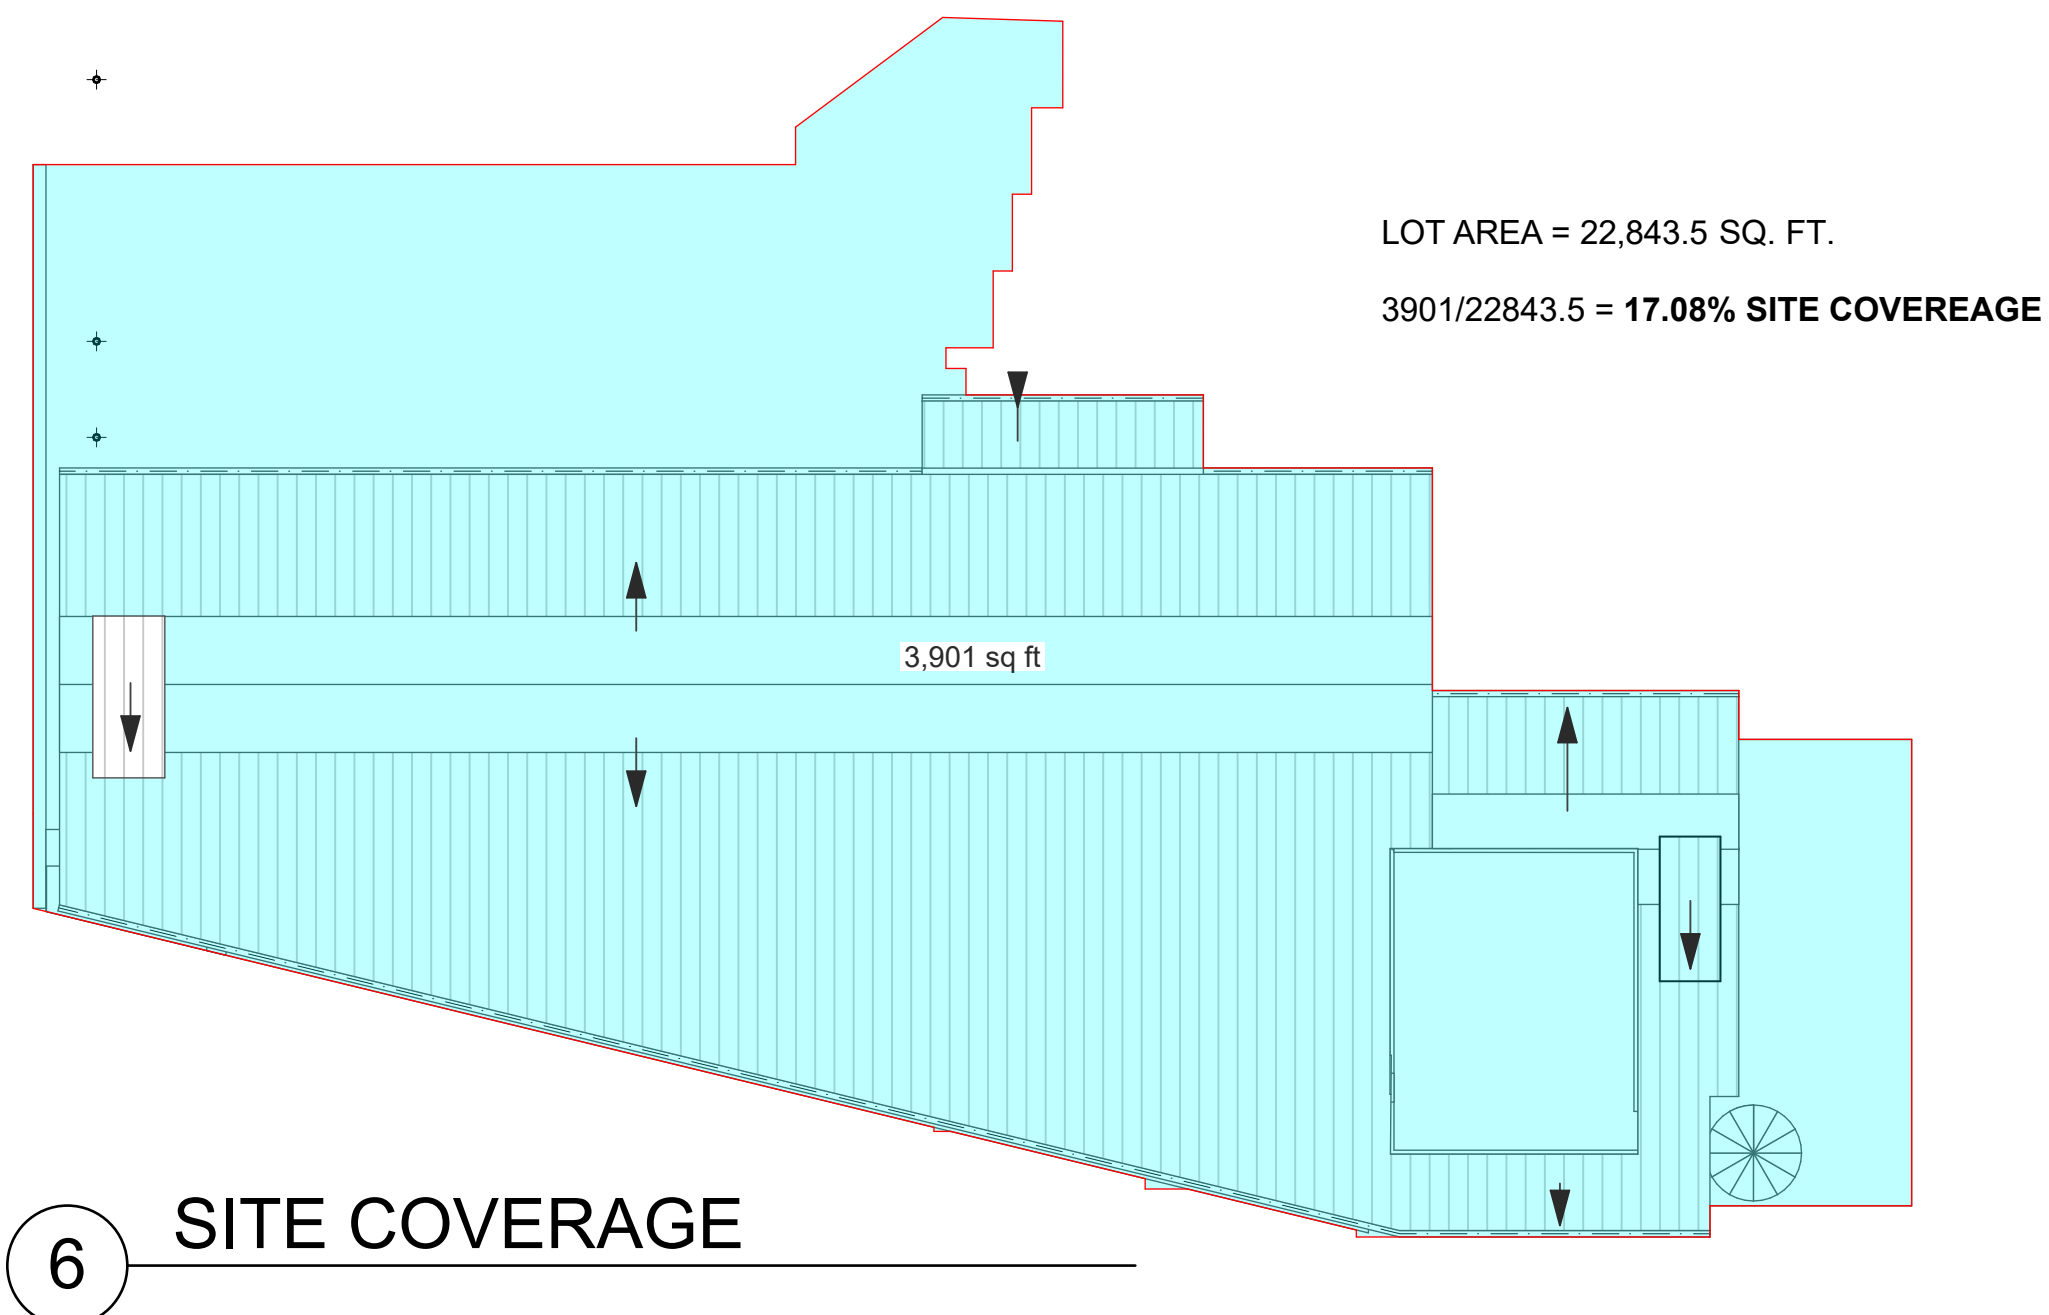 LOT AREA = 22,843.5 SQ. FT.
3901/22843.5 = 17.08% SITE COVEREAGE
3,901 sq ft
SITE COVERAGE
6